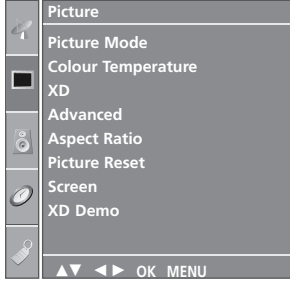 Picture
Picture Mode
Colour Temperature
XD
Advanced
Aspect Ratio
Picture Reset
Screen
XD Demo
▲▼ ◄► OK MENU